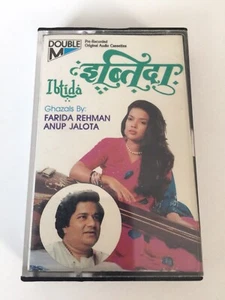 DOUBLE
M
Pre-Recorded
Original Audio Cassettes
इब्तिदा
Ibtida
Ghazals By:
FARIDA REHMAN
ANUP JALOTA